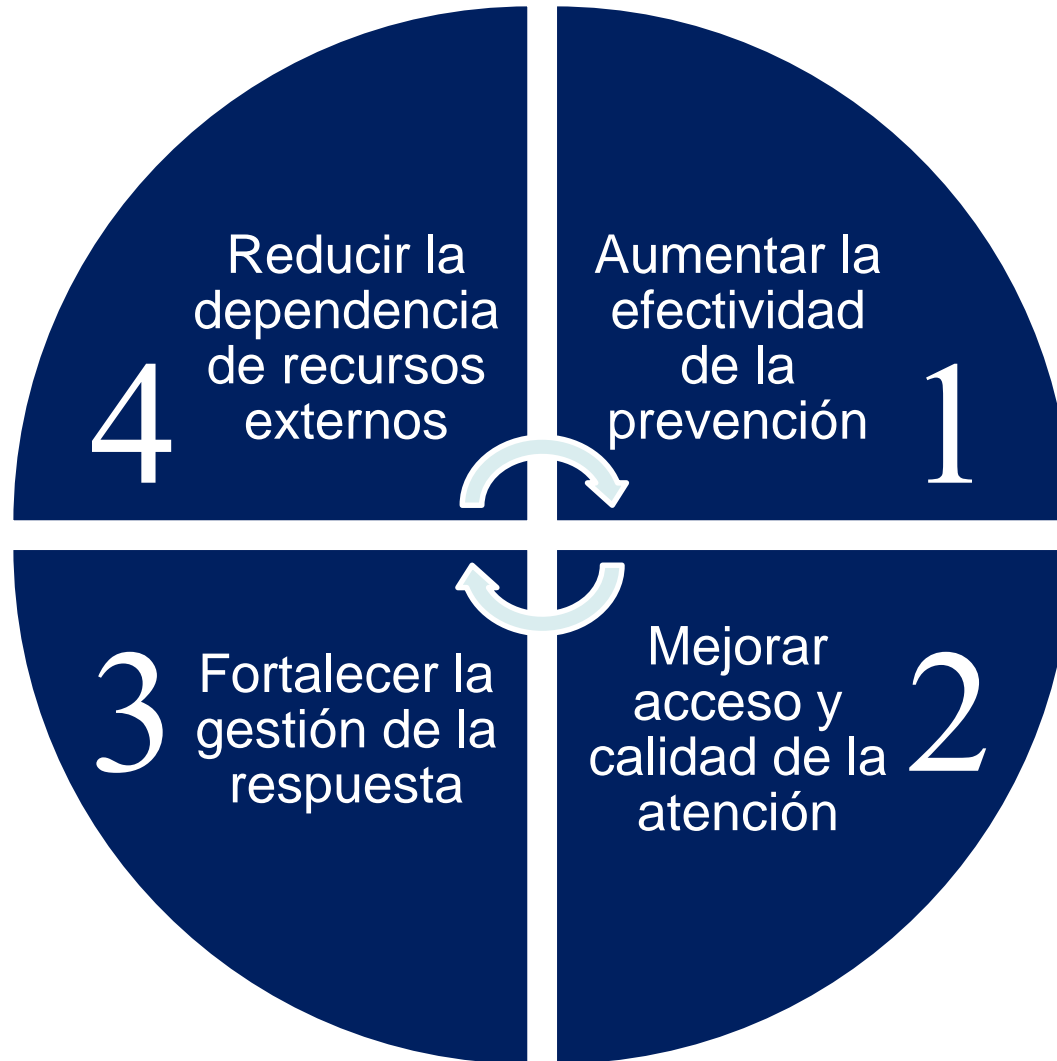 Reducir la
dependencia
de recursos
externos
4
Aumentar la
efectividad
de la
prevención
1
3
Fortalecer la
gestión de la
respuesta
Mejorar
acceso y
calidad de la
atención
2